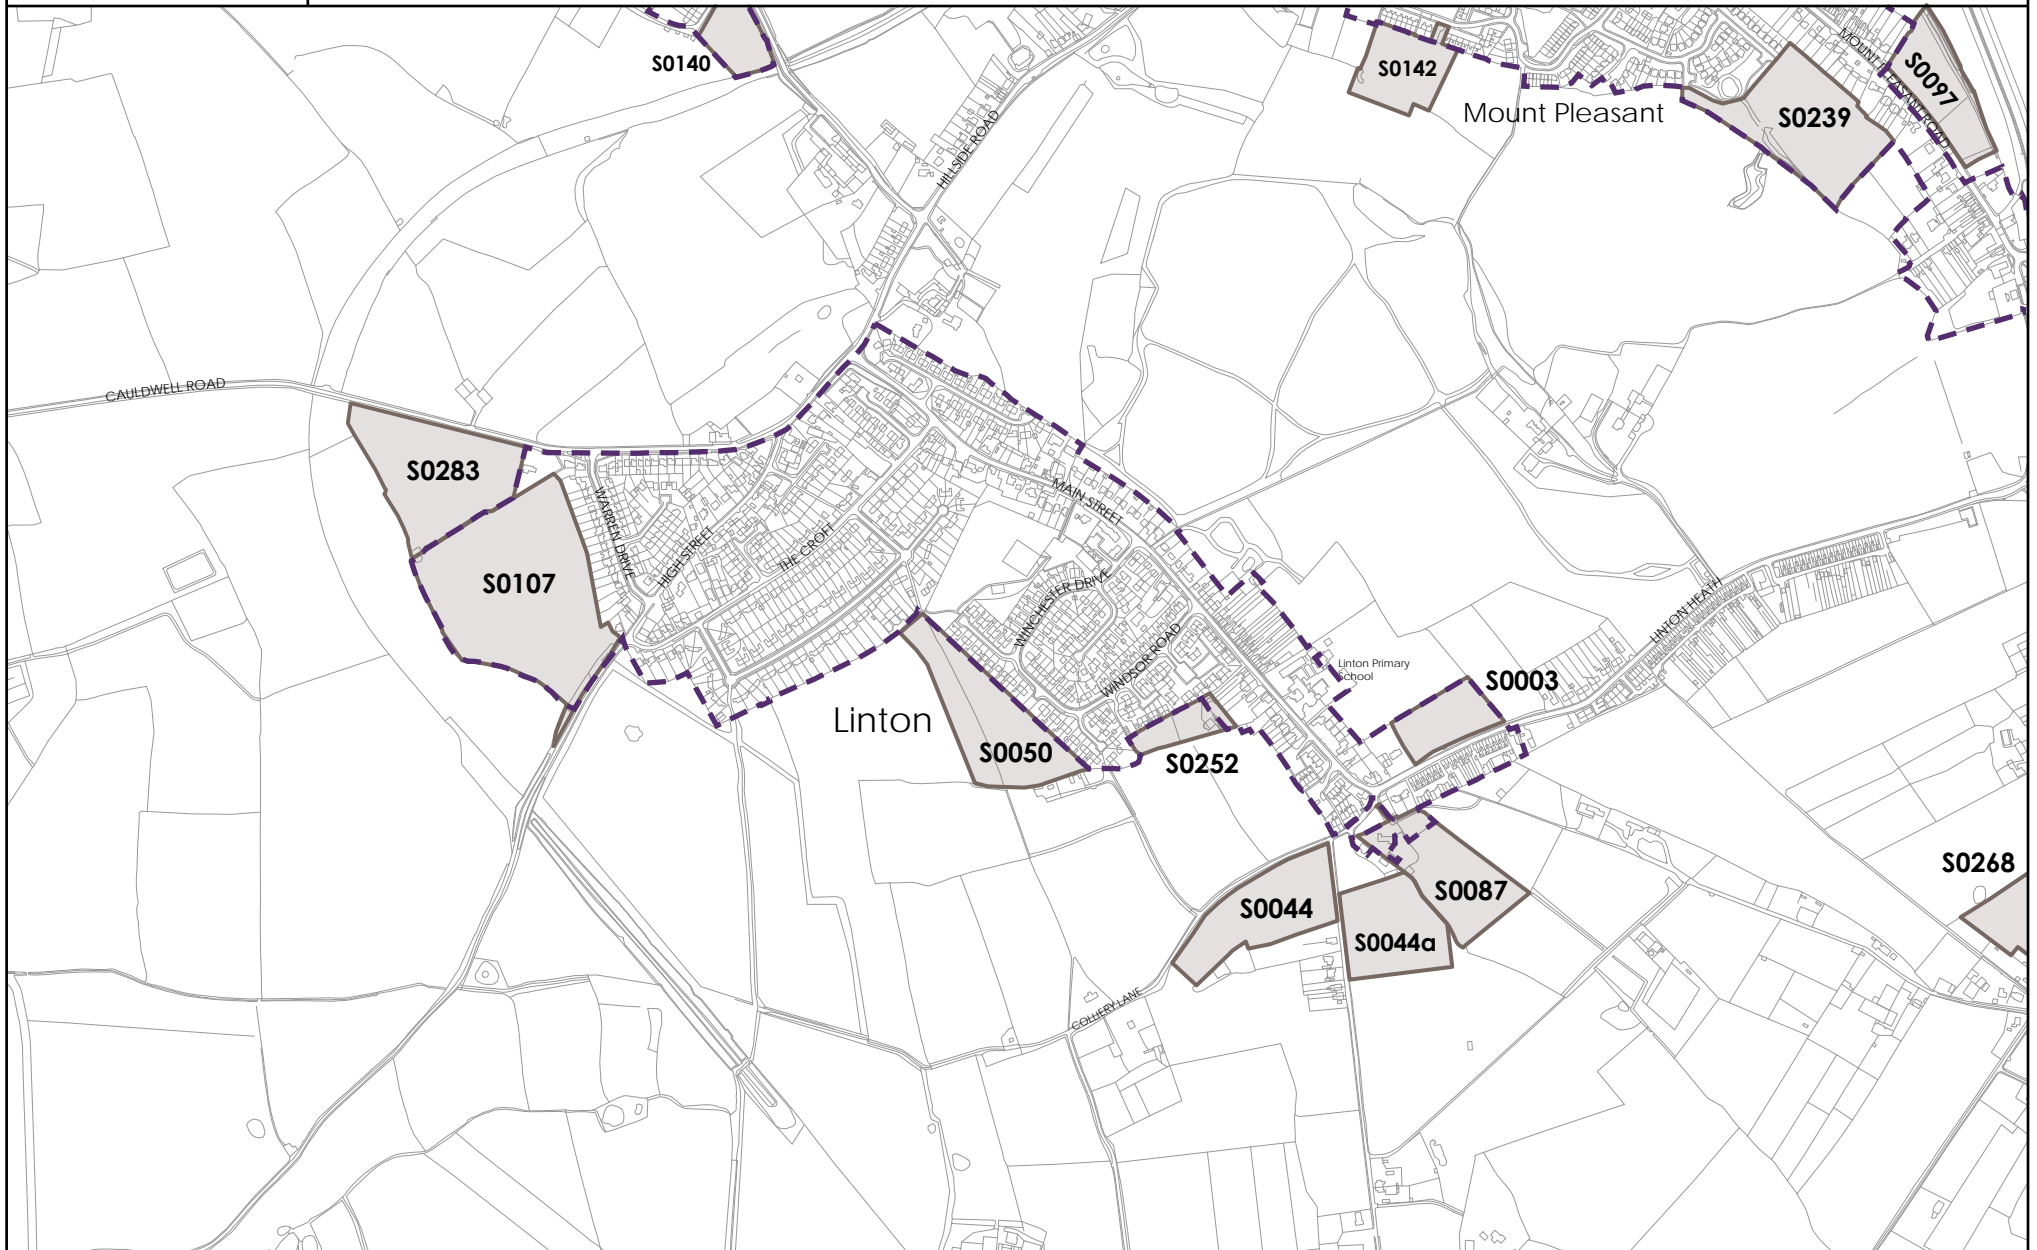 S0140
S0142
S0097
MOUNT PLEASANT ROAD
Mount Pleasant
S0239
HILLSIDE ROAD
CAULDWELL ROAD
S0283
MAIN STREET
WARREN DRIVE
HIGH STREET
THE CROFT
S0107
WINCHESTER DRIVE
WINDSOR ROAD
LINTON HEATH
Linton Primary
School
S0003
Linton
S0050
S0252
S0268
S0087
S0044
S0044a
COLLIERY LANE